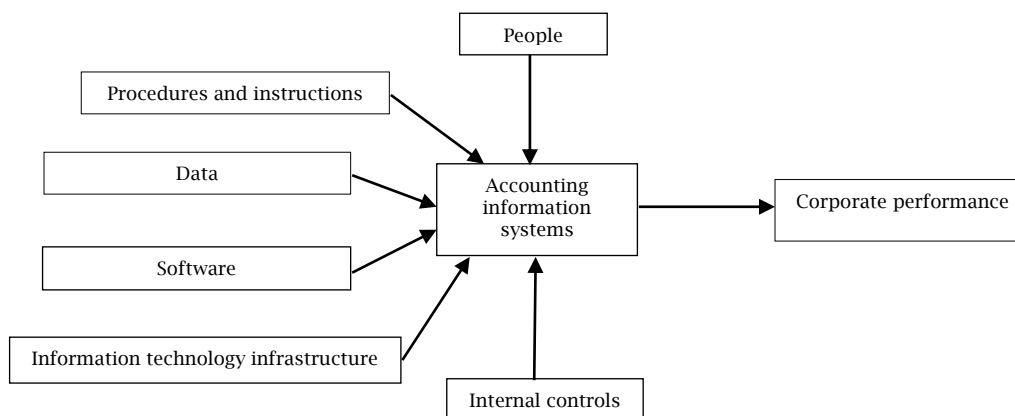 People
Procedures and instructions
Data
Accounting
information
systems
Corporate performance
Software
Information technology infrastructure
Internal controls